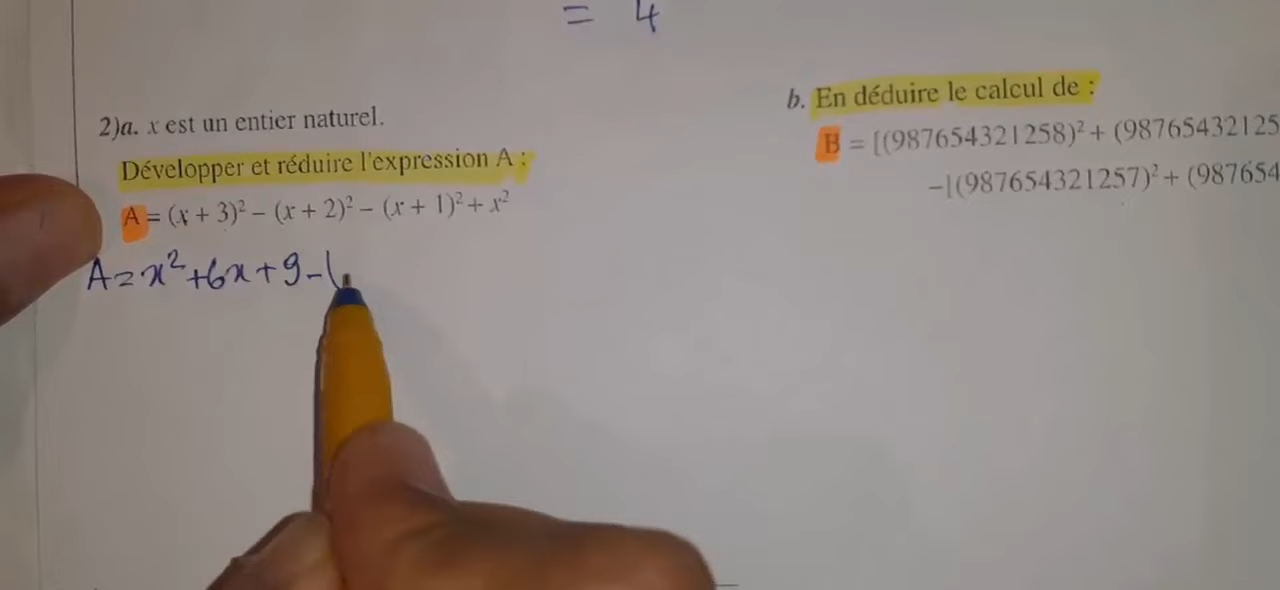 = 4
2)a. x est un entier naturel.
Développer et réduire l'expression A :
A = (x + 3)² − (x + 2)² − (x + 1)² + x²
A = x² + 6x + 9 − (
b. En déduire le calcul de :
B = [(987654321258)² + (98765432125
−[(987654321257)² + (987654